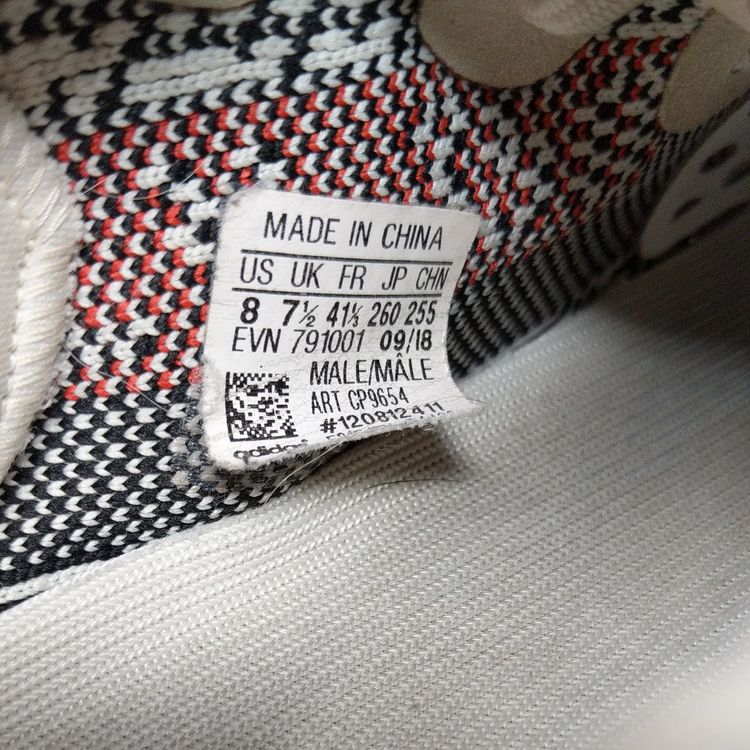 MADE IN CHINA
US UK FR JP CHN
8 7½ 41⅓ 260 255
EVN 791001 09/18
MALE/MÂLE
ART CP9654
#120812411
adidas